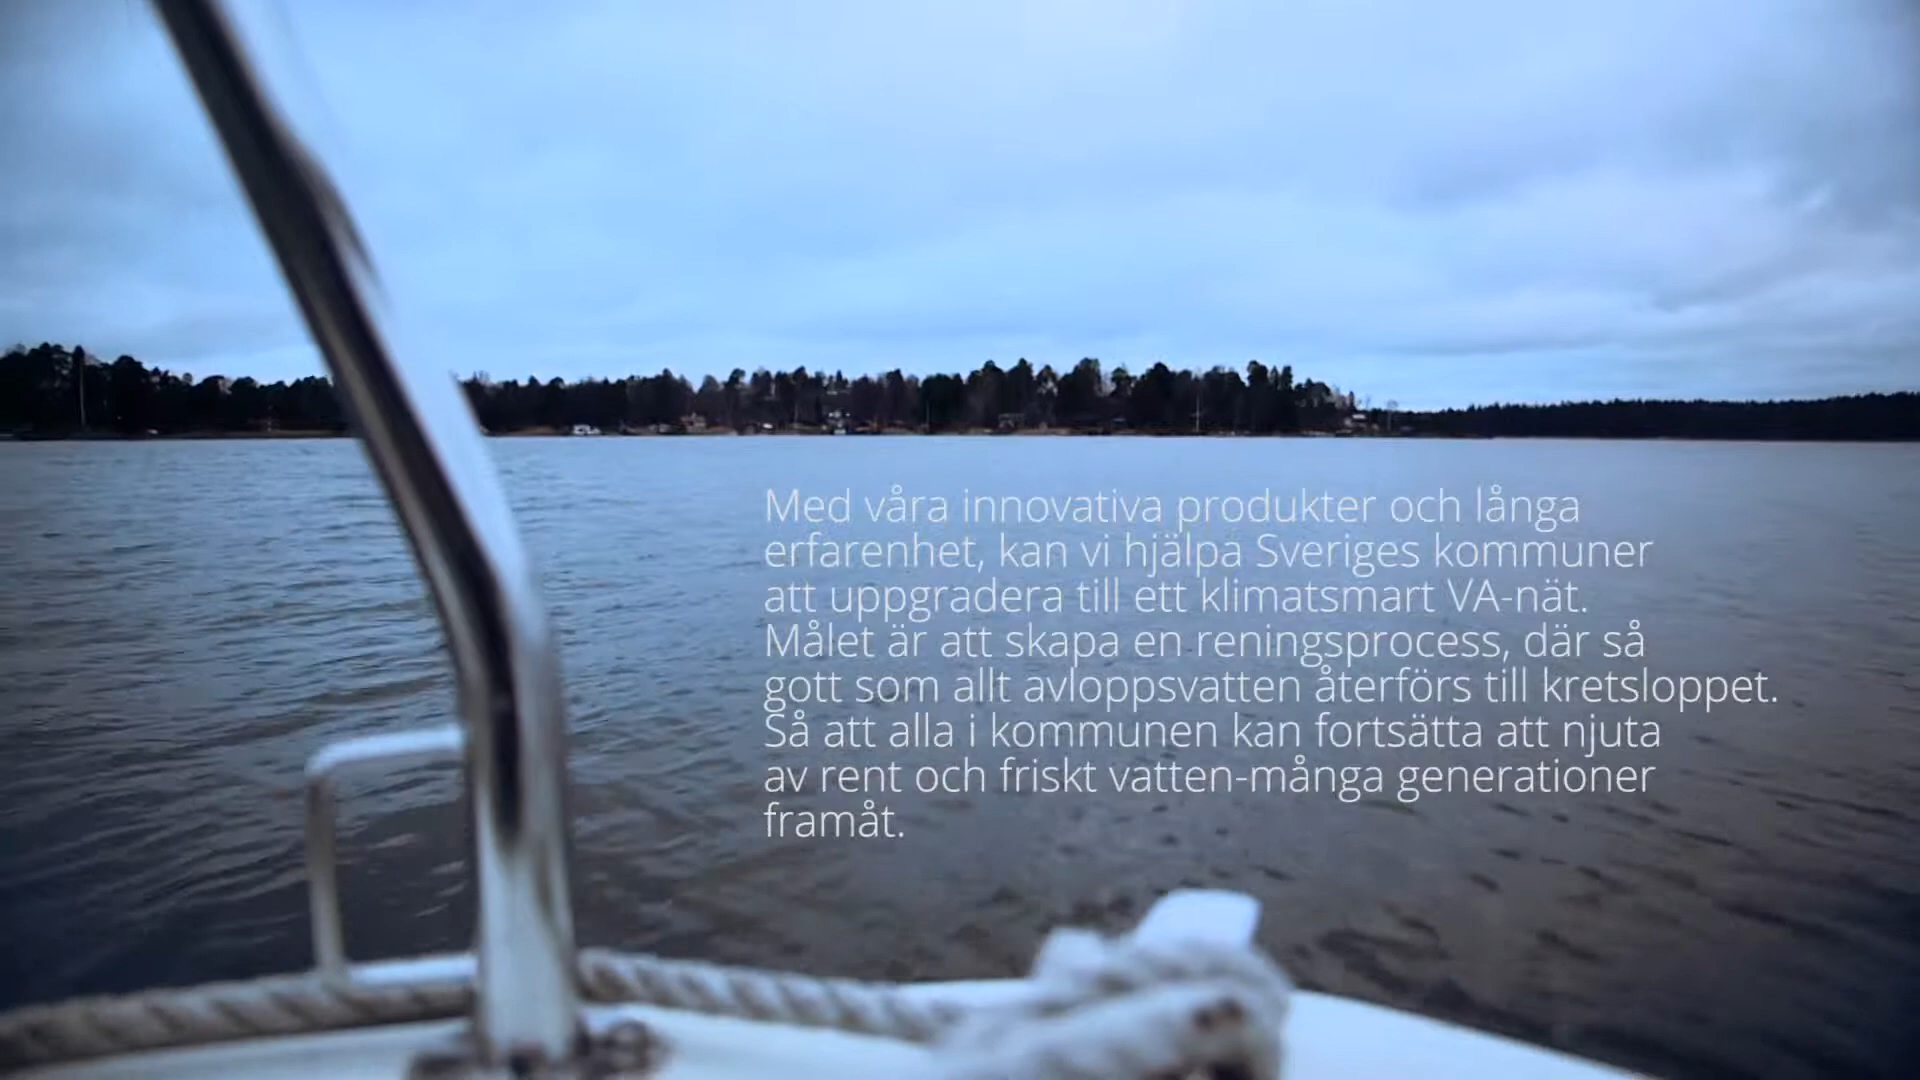 Med våra innovativa produkter och långa
erfarenhet, kan vi hjälpa Sveriges kommuner
att uppgradera till ett klimatsmart VA-nät.
Målet är att skapa en reningsprocess, där så
gott som allt avloppsvatten återförs till kretsloppet.
Så att alla i kommunen kan fortsätta att njuta
av rent och friskt vatten-många generationer
framåt.